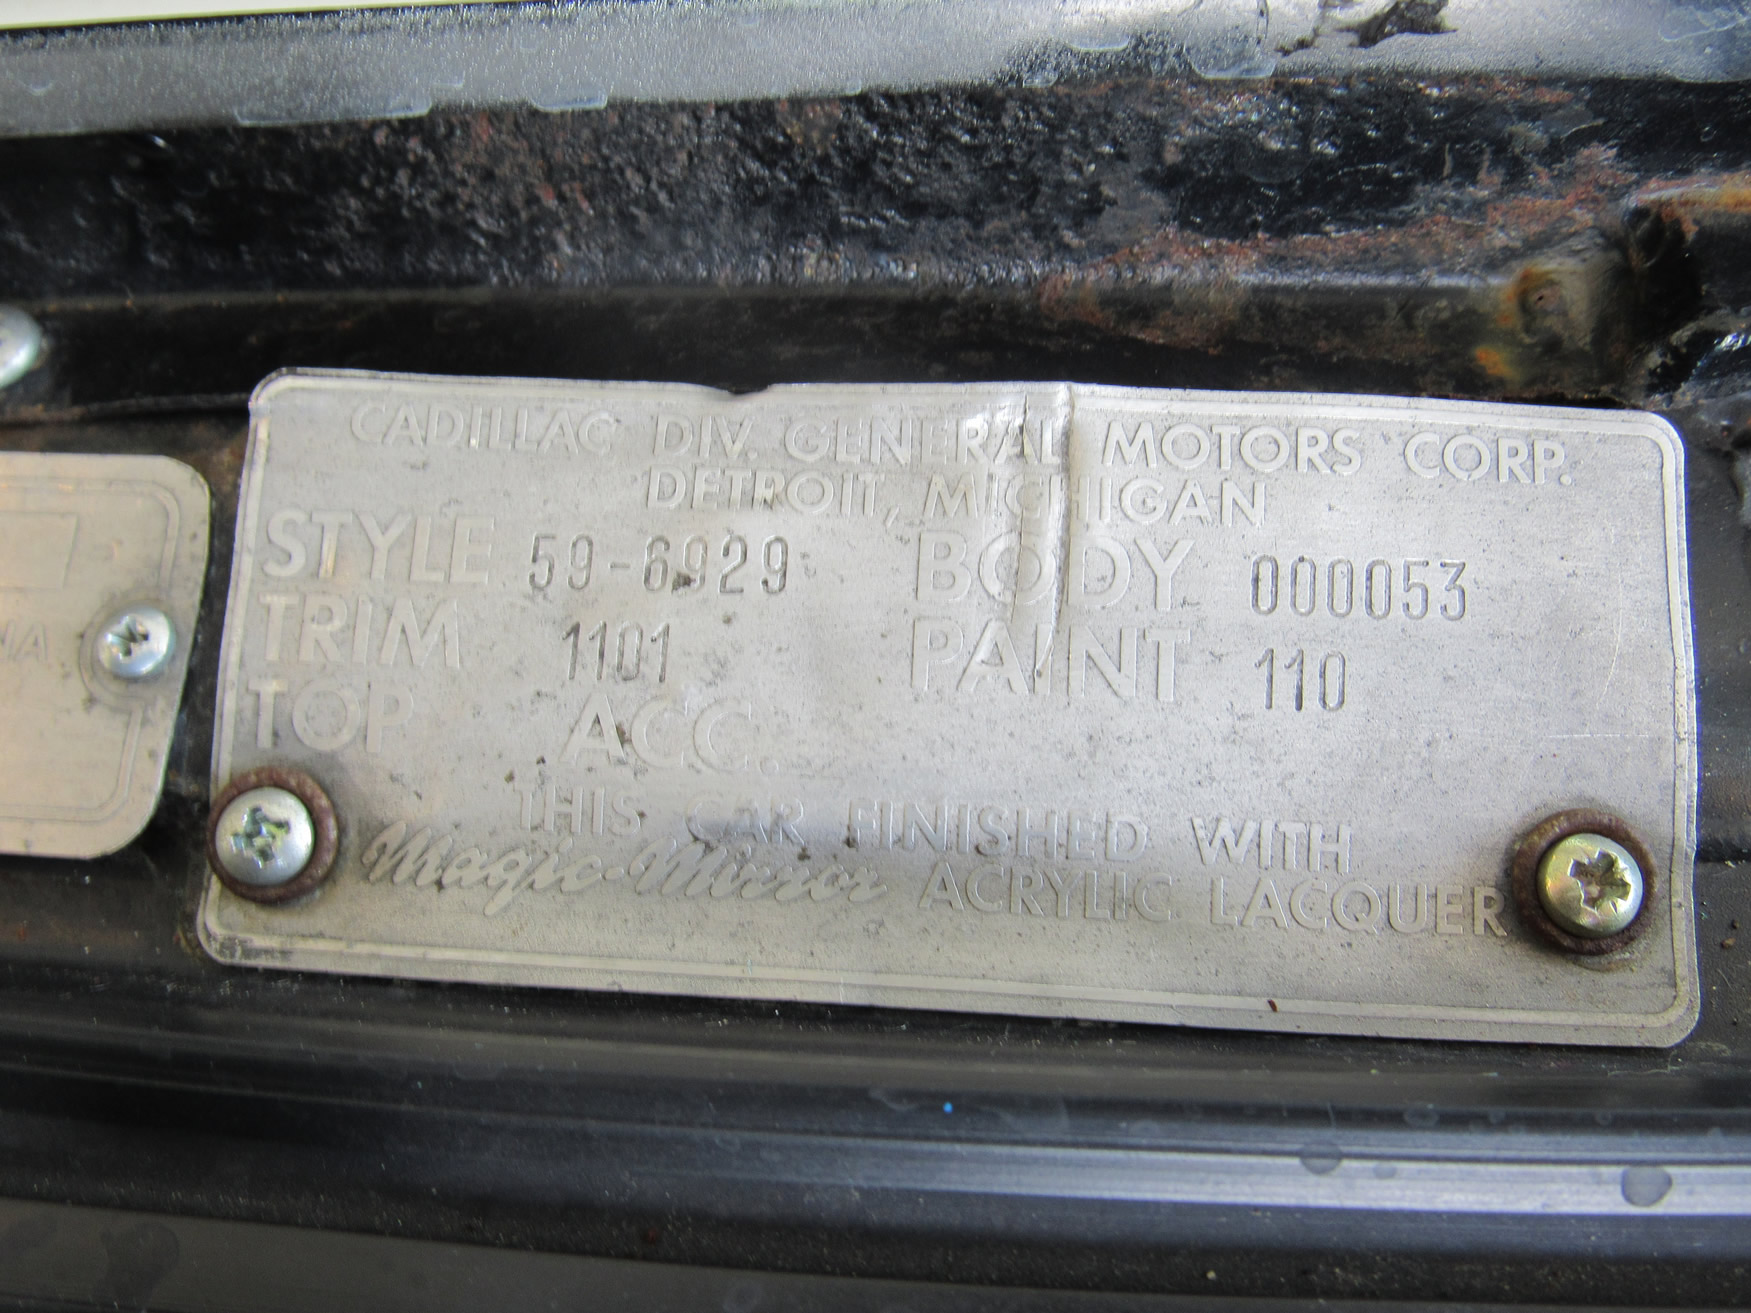 CADILLAC DIV. GENERAL MOTORS CORP.
DETROIT, MICHIGAN
STYLE 59-6929 BODY 000053
TRIM 1101 PAINT 110
TOP ACC.
THIS CAR FINISHED WITH
Magic-Mirror ACRYLIC LACQUER